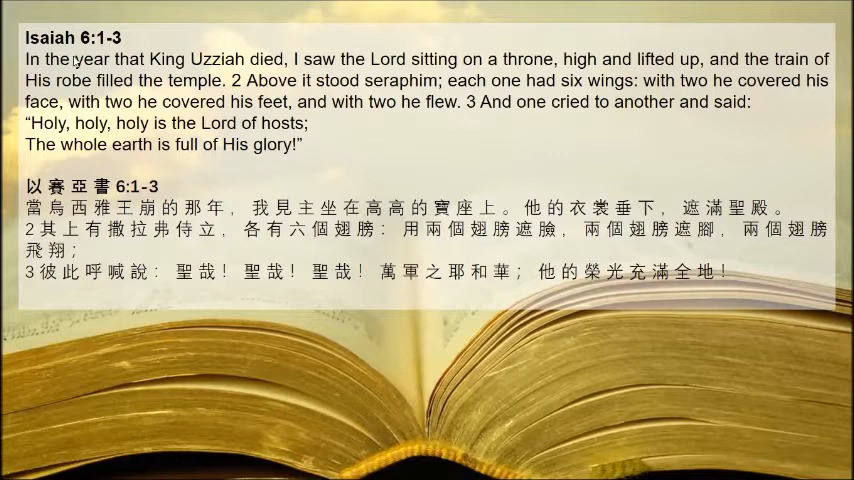 Isaiah 6:1-3
In the year that King Uzziah died, I saw the Lord sitting on a throne, high and lifted up, and the train of
His robe filled the temple. 2 Above it stood seraphim; each one had six wings: with two he covered his
face, with two he covered his feet, and with two he flew. 3 And one cried to another and said:
“Holy, holy, holy is the Lord of hosts;
The whole earth is full of His glory!”
以賽亞書 6:1-3
當烏西雅王崩的那年，我見主坐在高高的寶座上。他的衣裳垂下，遮滿聖殿。
2其上有撒拉弗侍立，各有六個翅膀：用兩個翅膀遮臉，兩個翅膀遮腳，兩個翅膀
飛翔；
3彼此呼喊說：聖哉！聖哉！聖哉！萬軍之耶和華；他的榮光充滿全地！